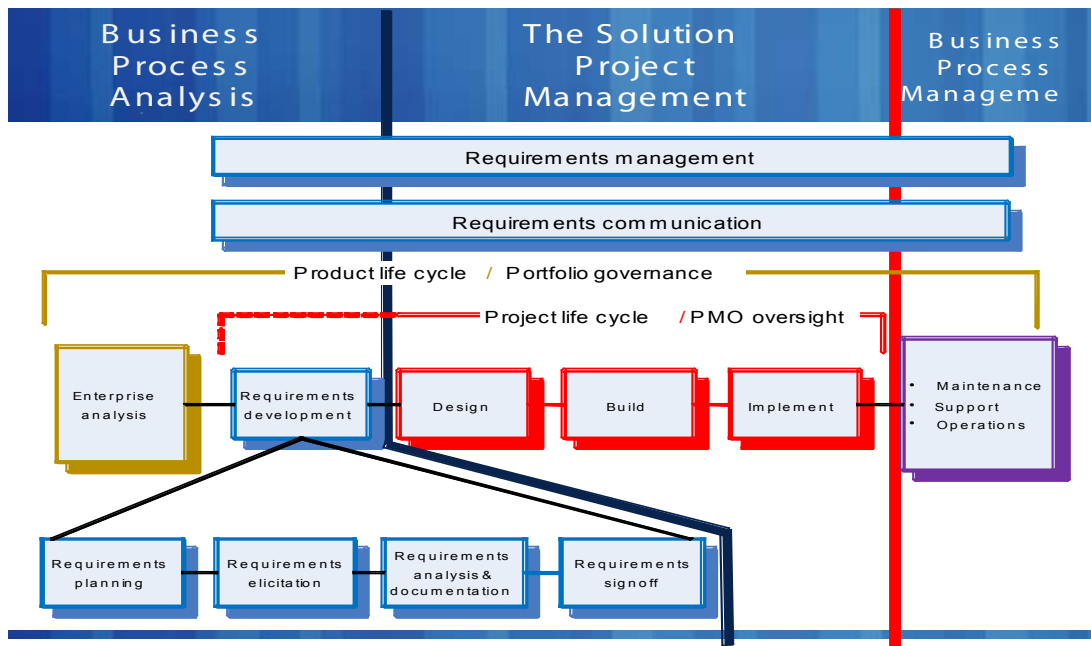 Business
Process
Analysis
The Solution
Project
Management
Business
Process
Manageme
Requirements management
Requirements communication
Product life cycle / Portfolio governance
Project life cycle / PMO oversight
Enterprise
analysis
Requirements
development
Design
Build
Implement
• Maintenance
• Support
• Operations
Requirements
planning
Requirements
elicitation
Requirements
analysis &
documentation
Requirements
signoff